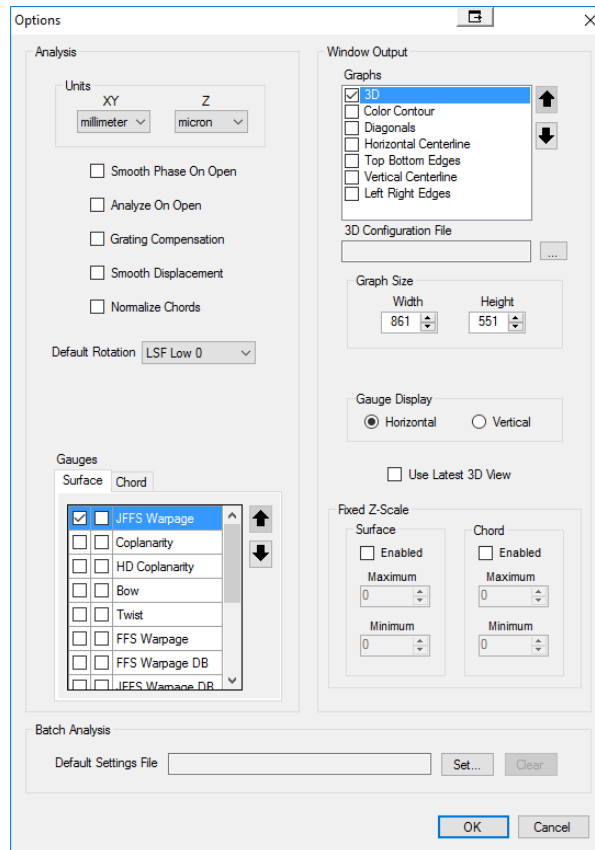 Options
Analysis
Units
XY Z
millimeter micron
Smooth Phase On Open
Analyze On Open
Grating Compensation
Smooth Displacement
Normalize Chords
Default Rotation LSF Low 0
Gauges
Surface Chord
JFFS Warpage
Coplanarity
HD Coplanarity
Bow
Twist
FFS Warpage
FFS Warpage DB
JFFS Warpage DB
Window Output
Graphs
3D
Color Contour
Diagonals
Horizontal Centerline
Top Bottom Edges
Vertical Centerline
Left Right Edges
3D Configuration File
...
Graph Size
Width Height
861 551
Gauge Display
Horizontal Vertical
Use Latest 3D View
Fixed Z-Scale
Surface Chord
Enabled Enabled
Maximum Maximum
0 0
Minimum Minimum
0 0
Batch Analysis
Default Settings File Set... Clear
OK Cancel